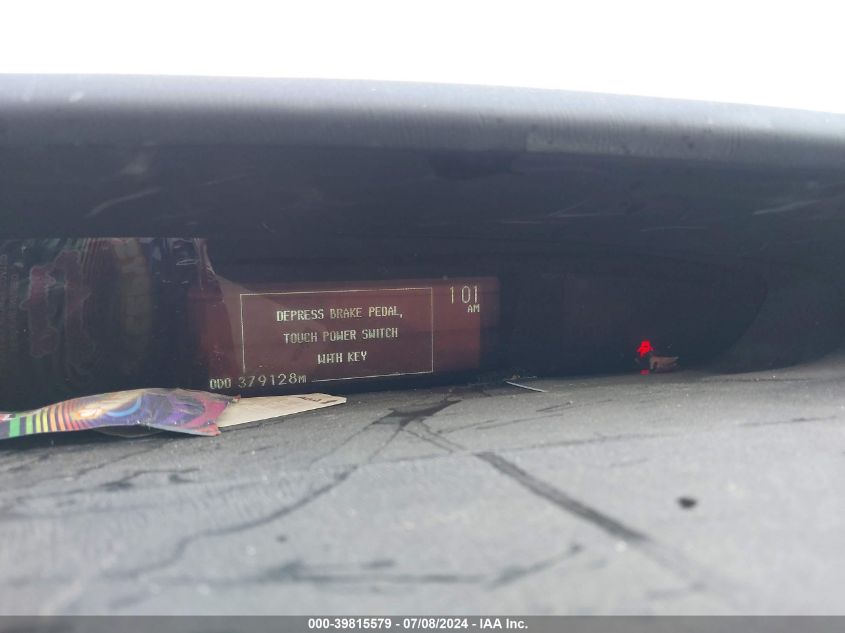 101
AM
DEPRESS BRAKE PEDAL,
TOUCH POWER SWITCH
WITH KEY
ODO 379128M
000-39815579 - 07/08/2024 - IAA Inc.